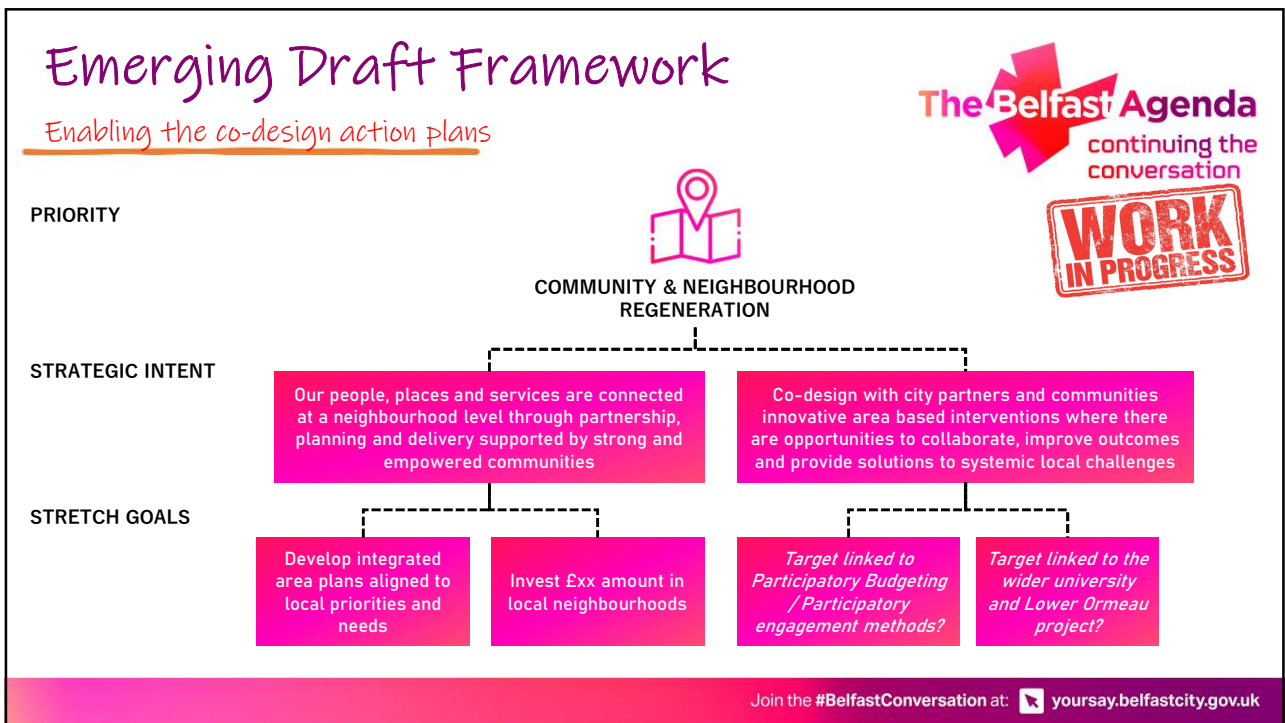 Emerging Draft Framework
Enabling the co-design action plans
The Belfast Agenda
continuing the
conversation
WORK
IN PROGRESS
PRIORITY
COMMUNITY & NEIGHBOURHOOD
REGENERATION
STRATEGIC INTENT
Our people, places and services are connected
at a neighbourhood level through partnership,
planning and delivery supported by strong and
empowered communities
Co-design with city partners and communities
innovative area based interventions where there
are opportunities to collaborate, improve outcomes
and provide solutions to systemic local challenges
STRETCH GOALS
Develop integrated
area plans aligned to
local priorities and
needs
Invest £xx amount in
local neighbourhoods
Target linked to
Participatory Budgeting
/ Participatory
engagement methods?
Target linked to the
wider university
and Lower Ormeau
project?
Join the #BelfastConversation at: yoursay.belfastcity.gov.uk